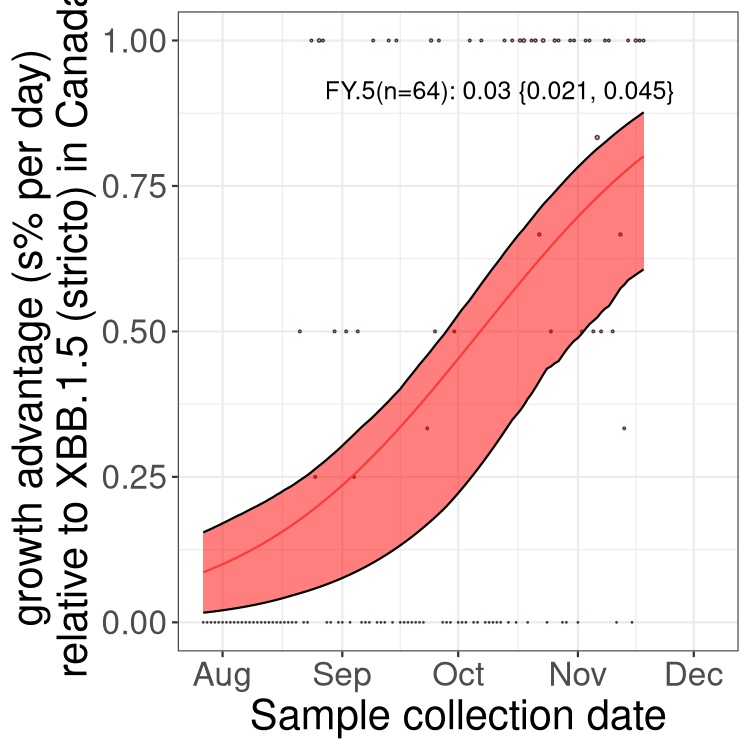 growth advantage (s% per day)
relative to XBB.1.5 (stricto) in Canada
1.00
0.75
0.50
0.25
0.00
FY.5(n=64): 0.03 {0.021, 0.045}
Aug Sep Oct Nov Dec
Sample collection date